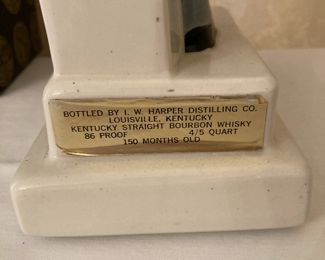 BOTTLED BY I. W. HARPER DISTILLING CO.
LOUISVILLE, KENTUCKY
KENTUCKY STRAIGHT BOURBON WHISKY
86 PROOF 4/5 QUART
150 MONTHS OLD